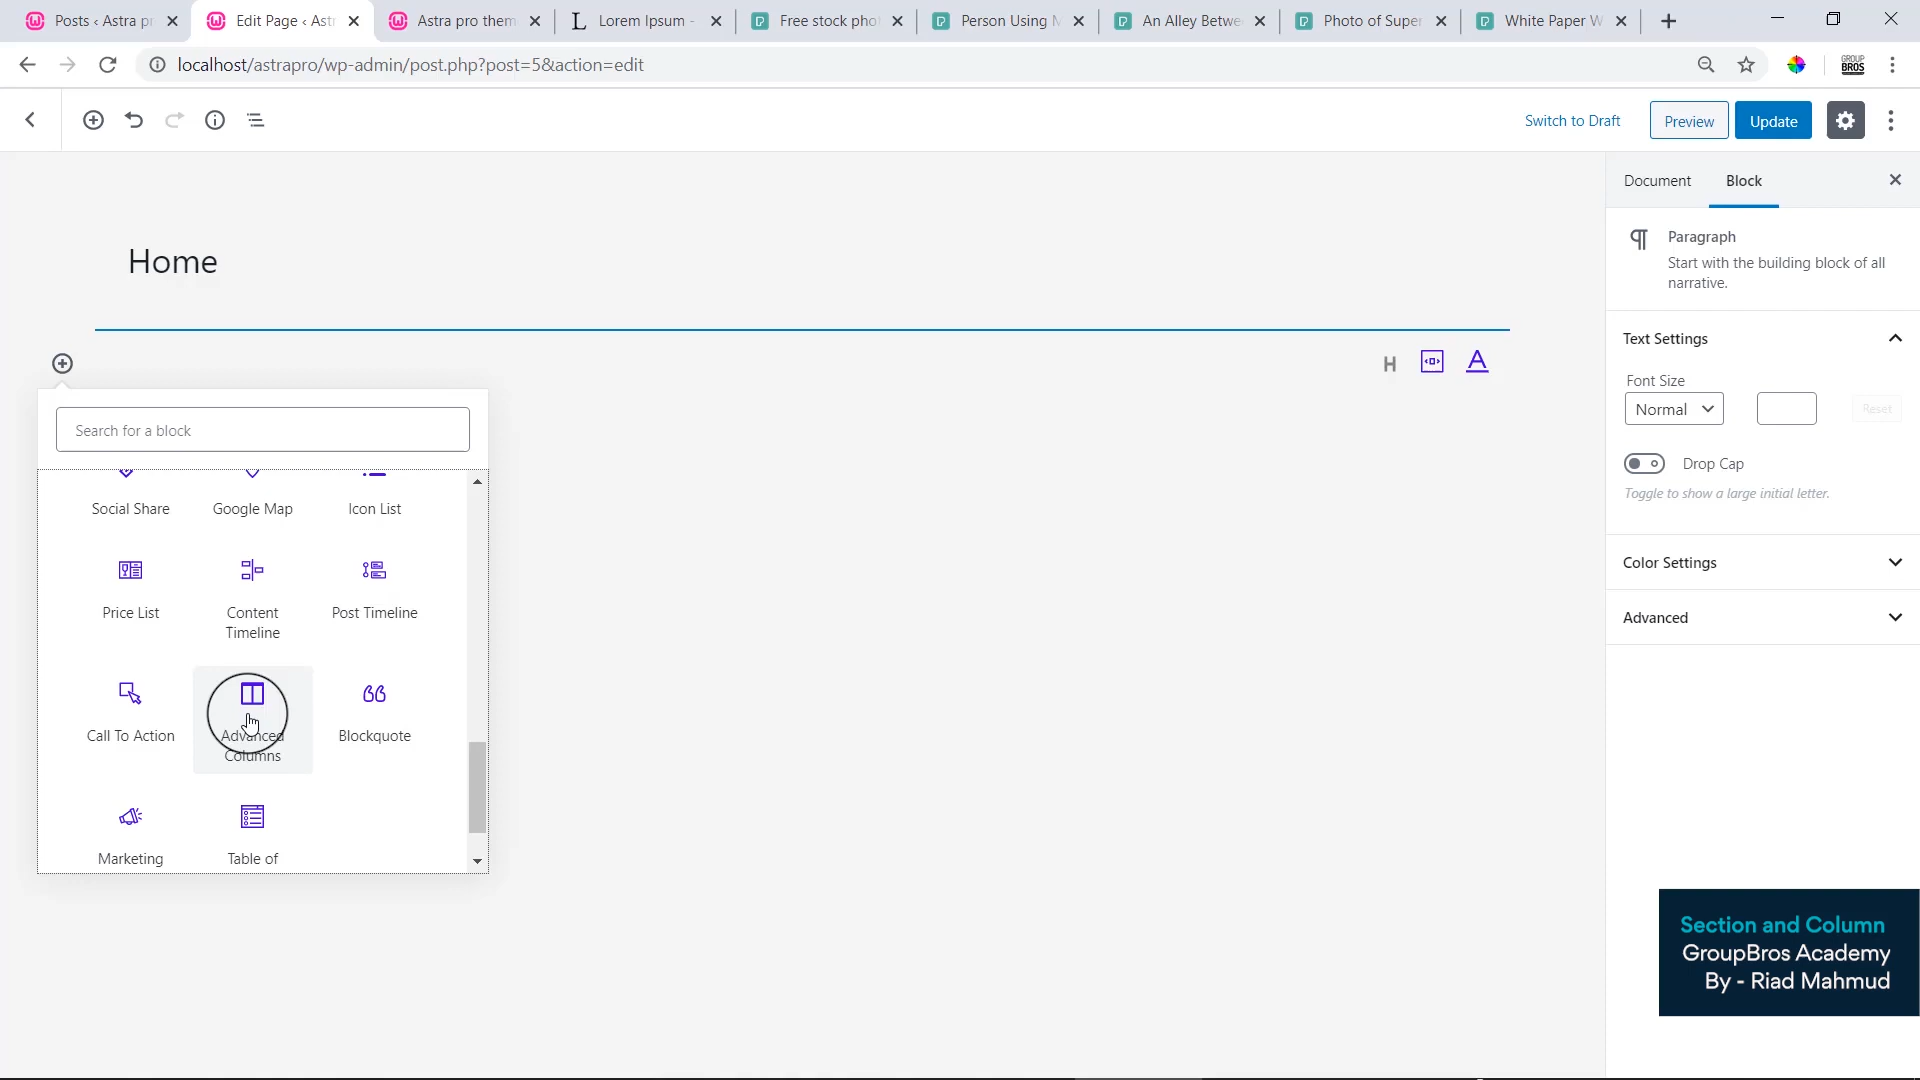 Posts ‹ Astra pr
Edit Page ‹ Ast
Astra pro them
Lorem Ipsum -
Free stock pho
Person Using M
An Alley Betwe
Photo of Super
White Paper W
localhost/astrapro/wp-admin/post.php?post=5&action=edit
GROUP
BROS
Switch to Draft
Preview
Update
Document
Block
Paragraph
Start with the building block of all
narrative.
Home
H
A
Text Settings
Font Size
Normal
Reset
Drop Cap
Toggle to show a large initial letter.
Color Settings
Advanced
Search for a block
Social Share
Google Map
Icon List
Price List
Content
Timeline
Post Timeline
Call To Action
Advanced
Columns
Blockquote
Marketing
Table of
Section and Column
GroupBros Academy
By - Riad Mahmud